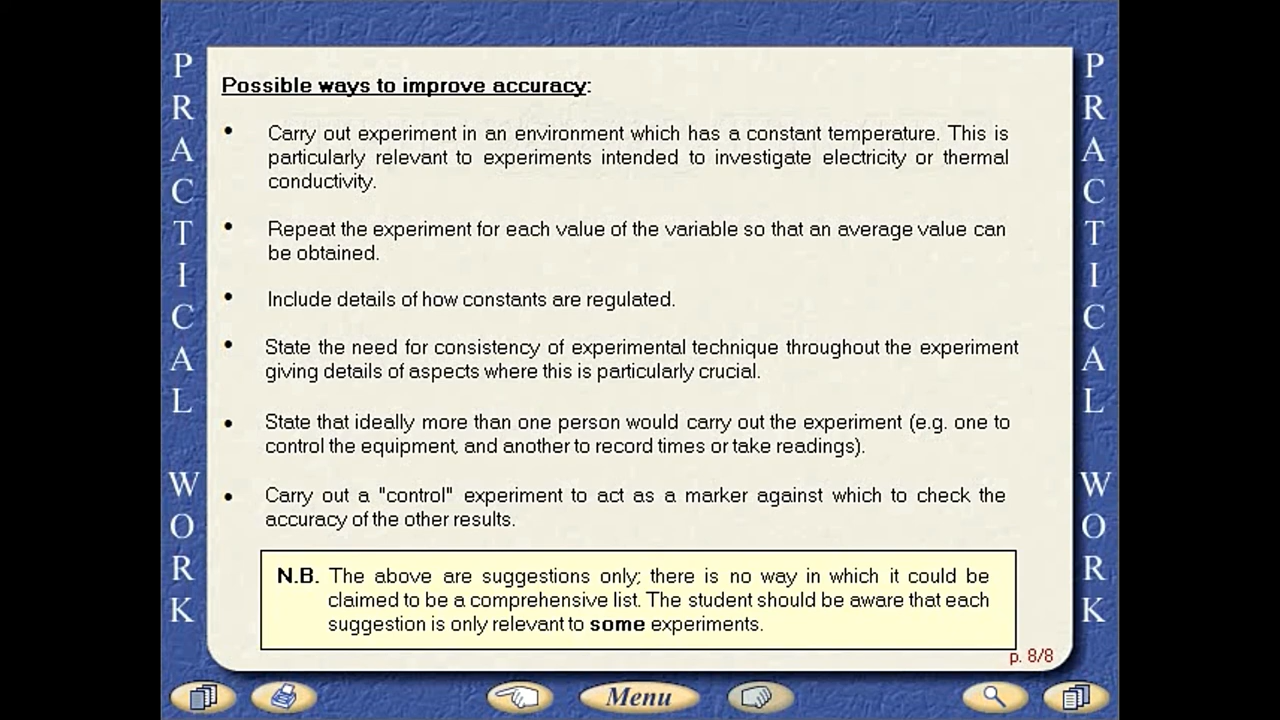 PRACTICAL WORK
Possible ways to improve accuracy:
• Carry out experiment in an environment which has a constant temperature. This is
particularly relevant to experiments intended to investigate electricity or thermal
conductivity.
• Repeat the experiment for each value of the variable so that an average value can
be obtained.
• Include details of how constants are regulated.
• State the need for consistency of experimental technique throughout the experiment
giving details of aspects where this is particularly crucial.
• State that ideally more than one person would carry out the experiment (e.g. one to
control the equipment, and another to record times or take readings).
• Carry out a "control" experiment to act as a marker against which to check the
accuracy of the other results.
N.B. The above are suggestions only; there is no way in which it could be
claimed to be a comprehensive list. The student should be aware that each
suggestion is only relevant to some experiments.
p. 8/8
PRACTICAL WORK
Menu